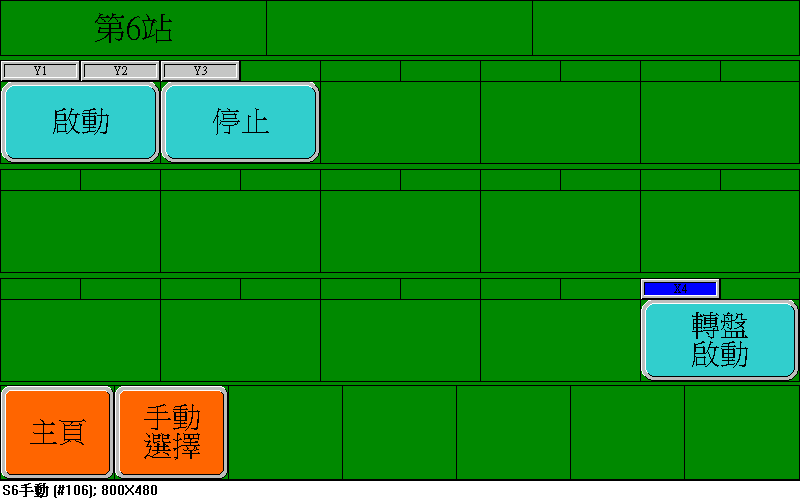 第6站
Y1 Y2 Y3
啟動 停止
X4
轉盤
啟動
主頁
手動
選擇
S6手動 (#106); 800X480